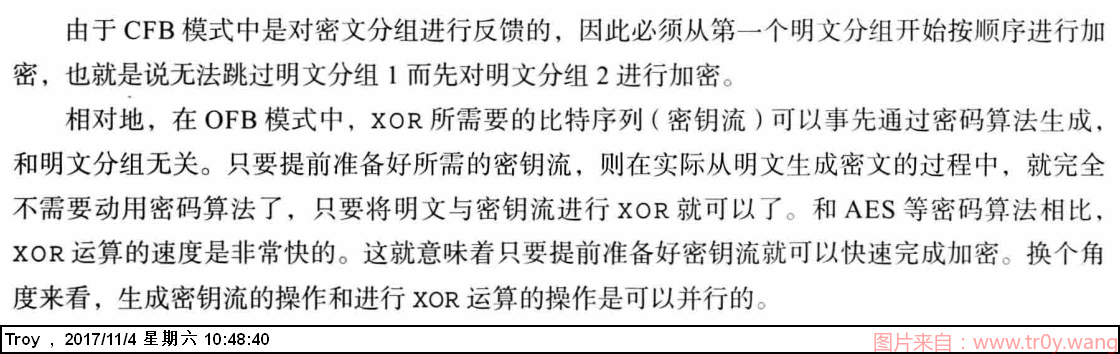 由于 CFB 模式中是对密文分组进行反馈的，因此必须从第一个明文分组开始按顺序进行加
密，也就是说无法跳过明文分组 1 而先对明文分组 2 进行加密。
相对地，在 OFB 模式中，XOR 所需要的比特序列（密钥流）可以事先通过密码算法生成，
和明文分组无关。只要提前准备好所需的密钥流，则在实际从明文生成密文的过程中，就完全
不需要动用密码算法了，只要将明文与密钥流进行 XOR 就可以了。和 AES 等密码算法相比，
XOR 运算的速度是非常快的。这就意味着只要提前准备好密钥流就可以快速完成加密。换个角
度来看，生成密钥流的操作和进行 XOR 运算的操作是可以并行的。
Troy , 2017/11/4 星期六 10:48:40
图片来自：www.tr0y.wang